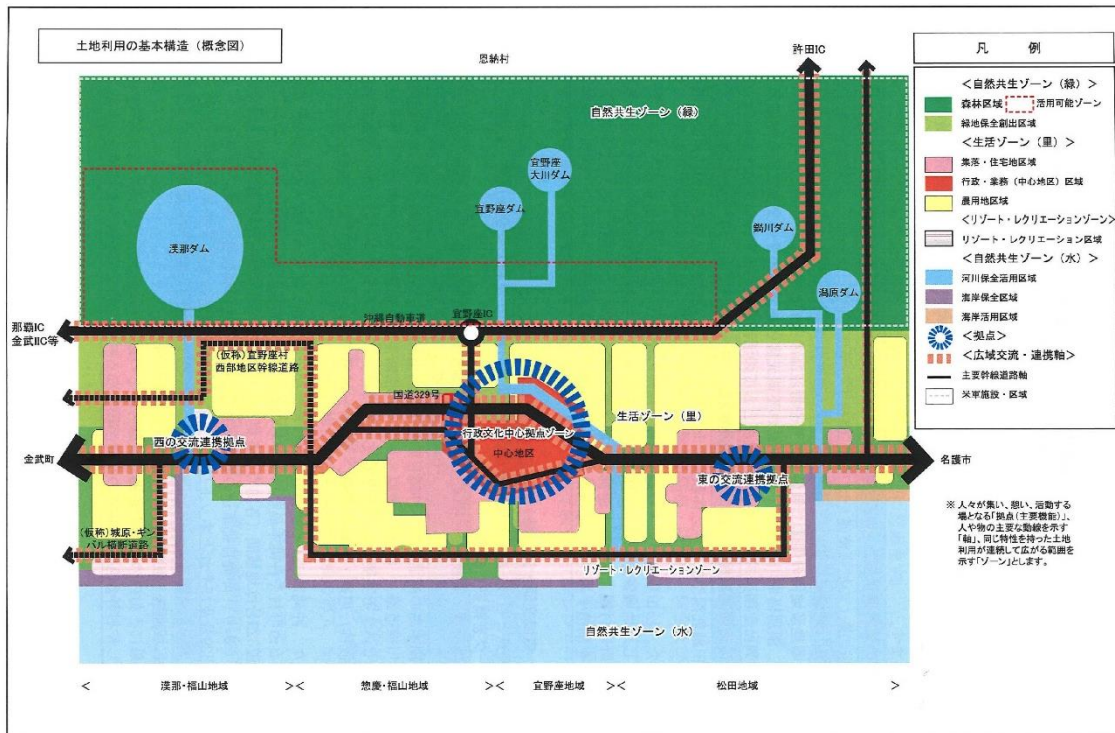 土地利用の基本構造（概念図）
恩納村
許田IC
凡　例
＜自然共生ゾーン（緑）＞
森林区域
活用可能ゾーン
緑地保全創出区域
＜生活ゾーン（里）＞
集落・住宅地区域
行政・業務（中心地区）区域
農用地区域
＜リゾート・レクリエーションゾーン＞
リゾート・レクリエーション区域
＜自然共生ゾーン（水）＞
河川保全活用区域
海岸保全区域
海岸活用区域
＜拠点＞
＜広域交流・連携軸＞
主要幹線道路軸
米軍施設・区域
自然共生ゾーン（緑）
宜野座
大川ダム
宜野座ダム
漢那ダム
鍋川ダム
潟原ダム
那覇IC
金武IC等
沖縄自動車道
宜野座IC
（仮称）宜野座村
西部地区幹線道路
国道329号
生活ゾーン（里）
西の交流連携拠点
行政文化中心拠点ゾーン
中心地区
金武町
名護市
東の交流連携拠点
（仮称）城原・ギン
バル横断道路
リゾート・レクリエーションゾーン
自然共生ゾーン（水）
※ 人々が集い、憩い、活動する
場となる「拠点（主要機能）」、
人や物の主要な動線を示す
「軸」、同じ特性を持った土地
利用が連続して広がる範囲を
示す「ゾーン」とします。
＜　漢那・福山地域　＞＜　惣慶・福山地域　＞＜　宜野座地域　＞＜　松田地域　＞